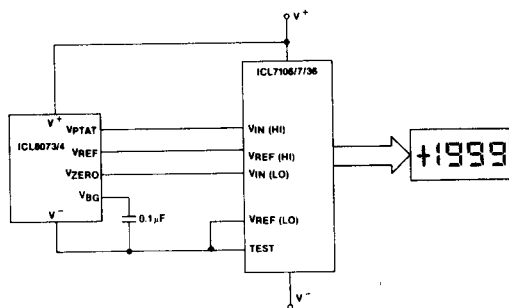 V+
ICL7106/7/36
V+
VPTAT
VIN (HI)
ICL8073/4
VREF
VREF (HI)
VZERO
VIN (LO)
+1999
VBG
V−
0.1μF
VREF (LO)
TEST
V−